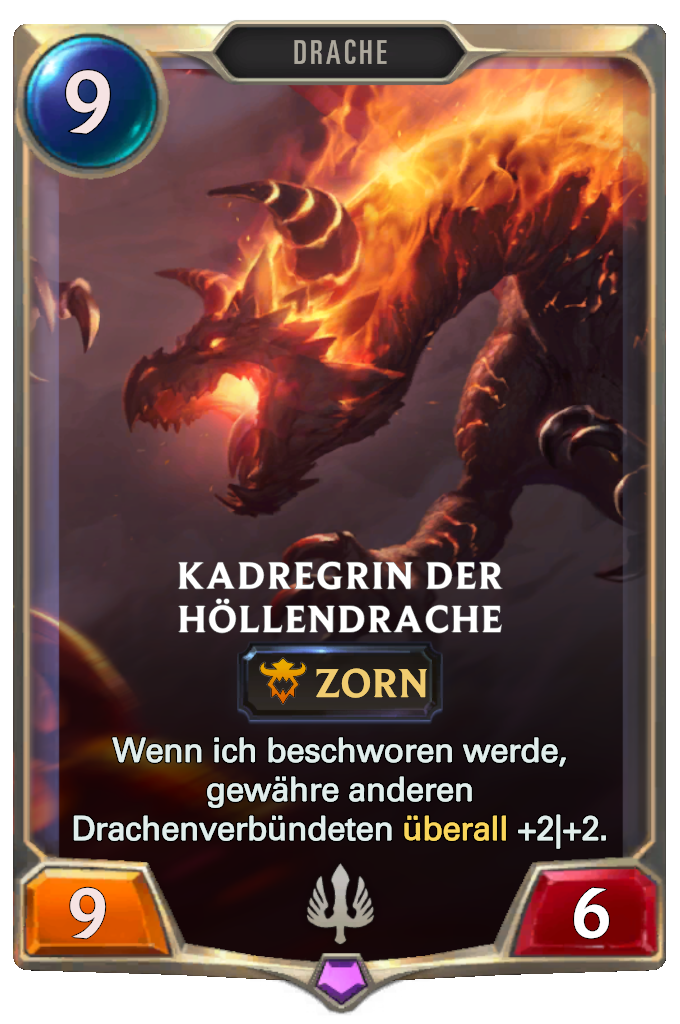 DRACHE
9
KADREGRIN DER
HÖLLENDRACHE
ZORN
Wenn ich beschworen werde,
gewähre anderen
Drachenverbündeten überall +2|+2.
9
6